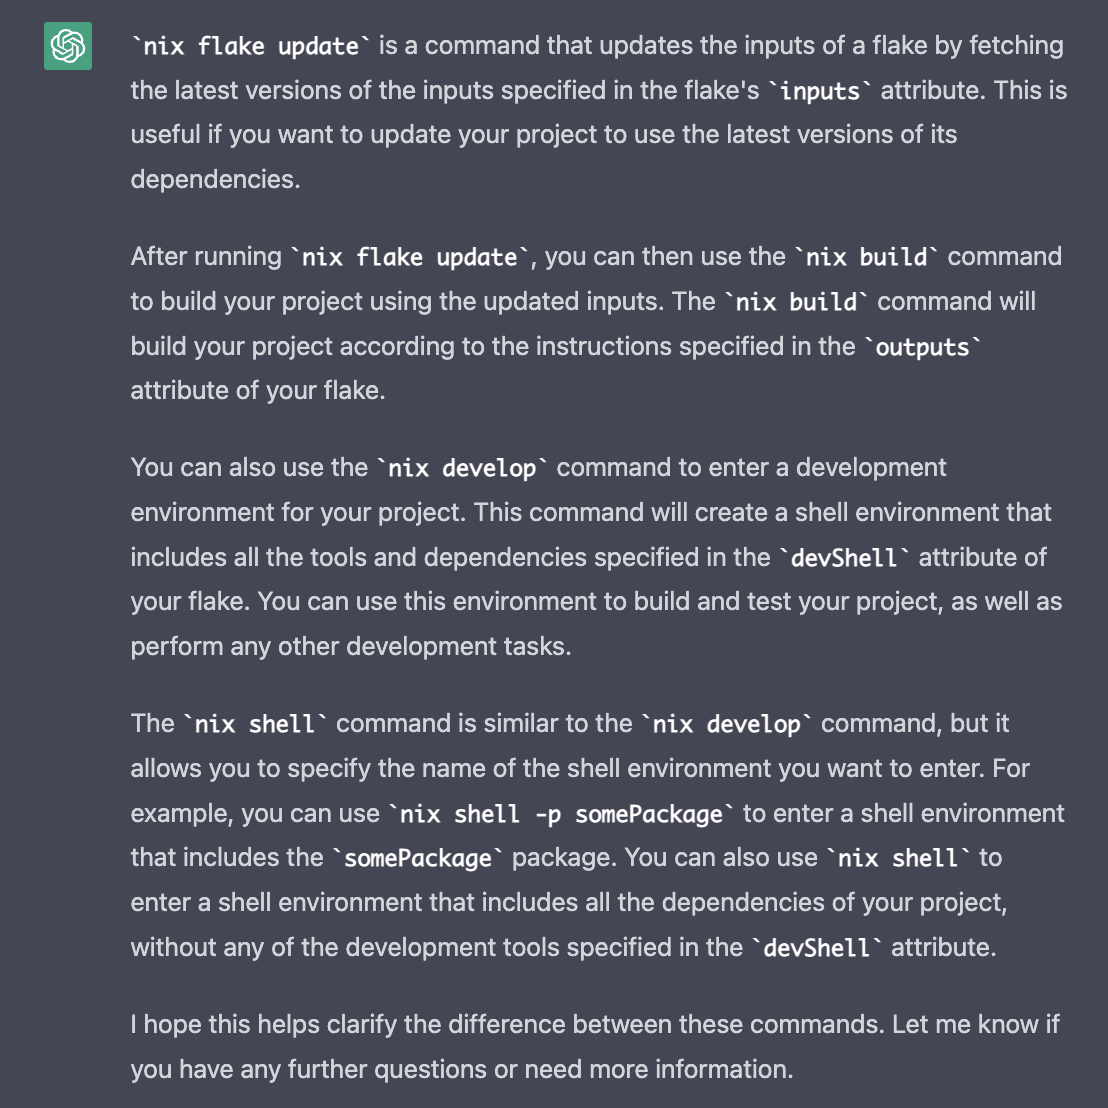 `nix flake update` is a command that updates the inputs of a flake by fetching
the latest versions of the inputs specified in the flake's `inputs` attribute. This is
useful if you want to update your project to use the latest versions of its
dependencies.
After running `nix flake update`, you can then use the `nix build` command
to build your project using the updated inputs. The `nix build` command will
build your project according to the instructions specified in the `outputs`
attribute of your flake.
You can also use the `nix develop` command to enter a development
environment for your project. This command will create a shell environment that
includes all the tools and dependencies specified in the `devShell` attribute of
your flake. You can use this environment to build and test your project, as well as
perform any other development tasks.
The `nix shell` command is similar to the `nix develop` command, but it
allows you to specify the name of the shell environment you want to enter. For
example, you can use `nix shell -p somePackage` to enter a shell environment
that includes the `somePackage` package. You can also use `nix shell` to
enter a shell environment that includes all the dependencies of your project,
without any of the development tools specified in the `devShell` attribute.
I hope this helps clarify the difference between these commands. Let me know if
you have any further questions or need more information.